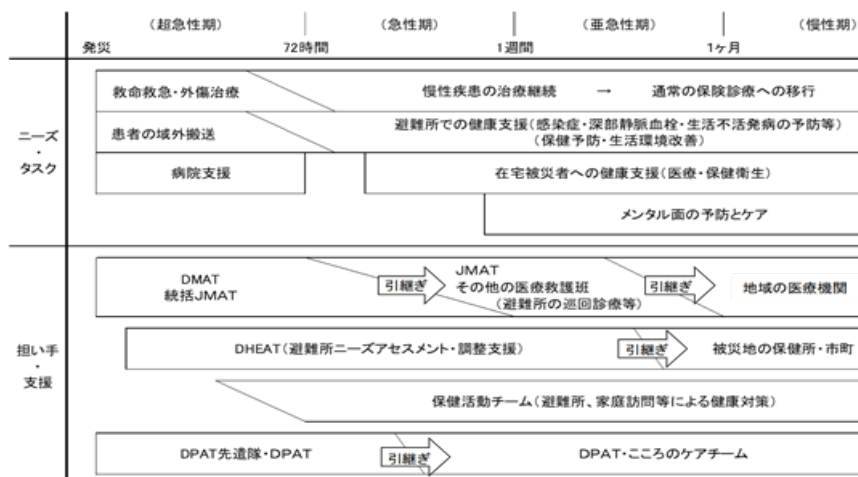 (超急性期) (急性期) (亜急性期) (慢性期)
発災 72時間 1週間 1ヶ月
ニーズ
・
タスク
救命救急・外傷治療 慢性疾患の治療継続 → 通常の保険診療への移行
患者の域外搬送 避難所での健康支援(感染症・深部静脈血栓・生活不活発病の予防等)
(保健予防・生活環境改善)
病院支援 在宅被災者への健康支援(医療・保健衛生)
メンタル面の予防とケア
担い手
・
支援
DMAT
統括JMAT
引継ぎ
JMAT
その他の医療救護班
(避難所の巡回診療等)
引継ぎ
地域の医療機関
DHEAT(避難所ニーズアセスメント・調整支援) 引継ぎ 被災地の保健所・市町
保健活動チーム(避難所、家庭訪問等による健康対策)
DPAT先遣隊・DPAT 引継ぎ DPAT・こころのケアチーム